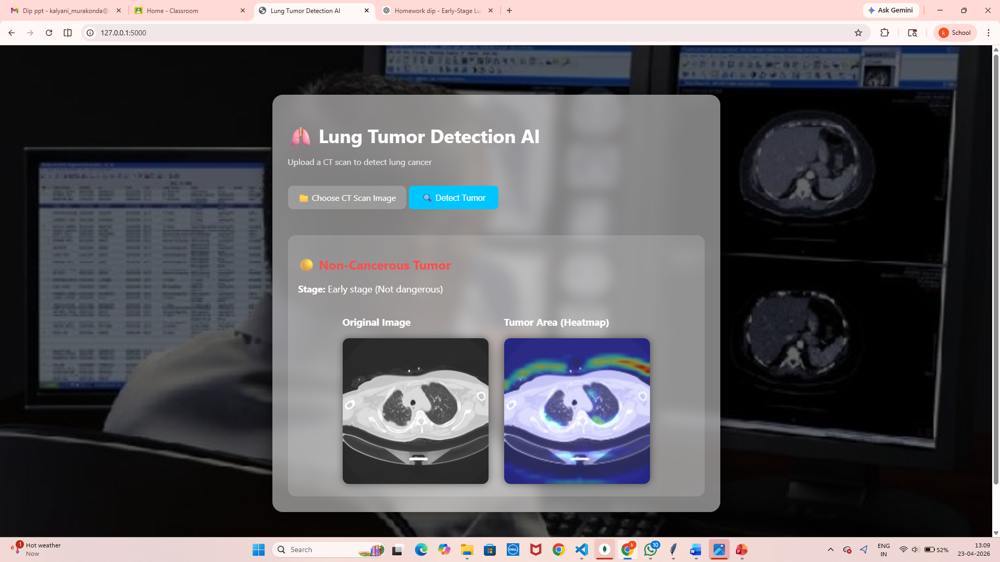 Dip ppt - kalyani_murakonda@
Home - Classroom
Lung Tumor Detection AI
Homework dip - Early-Stage Lu
Ask Gemini
127.0.0.1:5000
k School
Lung Tumor Detection AI
Upload a CT scan to detect lung cancer
Choose CT Scan Image
Detect Tumor
Non-Cancerous Tumor
Stage: Early stage (Not dangerous)
Original Image
Tumor Area (Heatmap)
1
Hot weather
Now
Search
DELL
k
10
W
P
ENG
IN
52%
13:09
23-04-2026